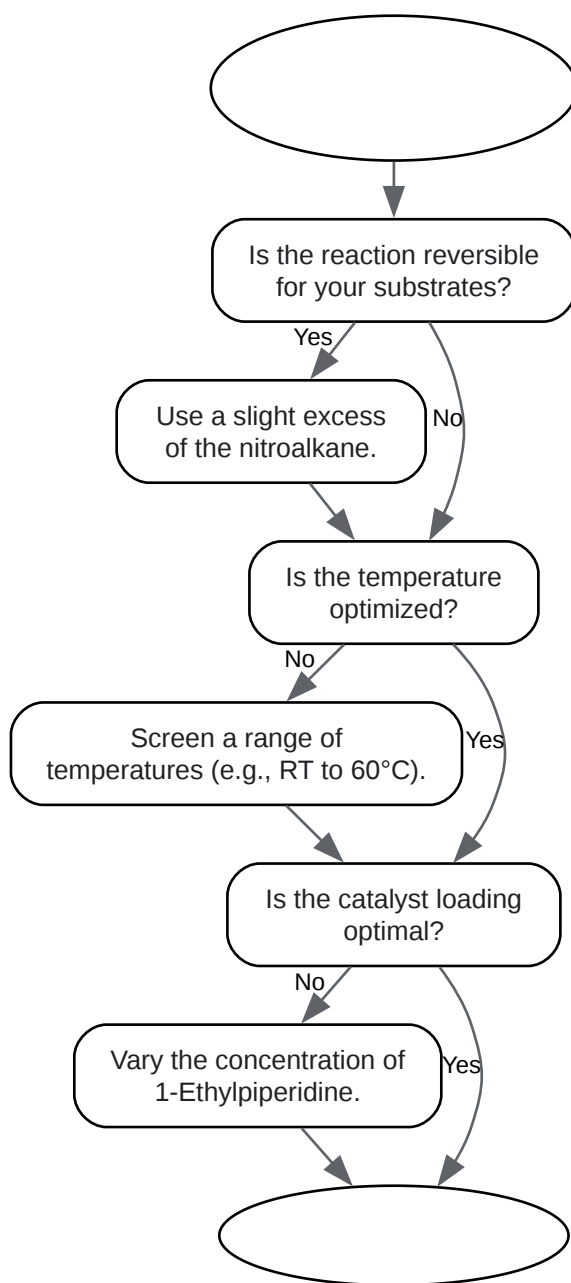 Is the reaction reversible
for your substrates?
Yes
Use a slight excess
of the nitroalkane.
No
Is the temperature
optimized?
No
Screen a range of
temperatures (e.g., RT to 60°C).
Yes
Is the catalyst loading
optimal?
No
Vary the concentration of
1-Ethylpiperidine.
Yes